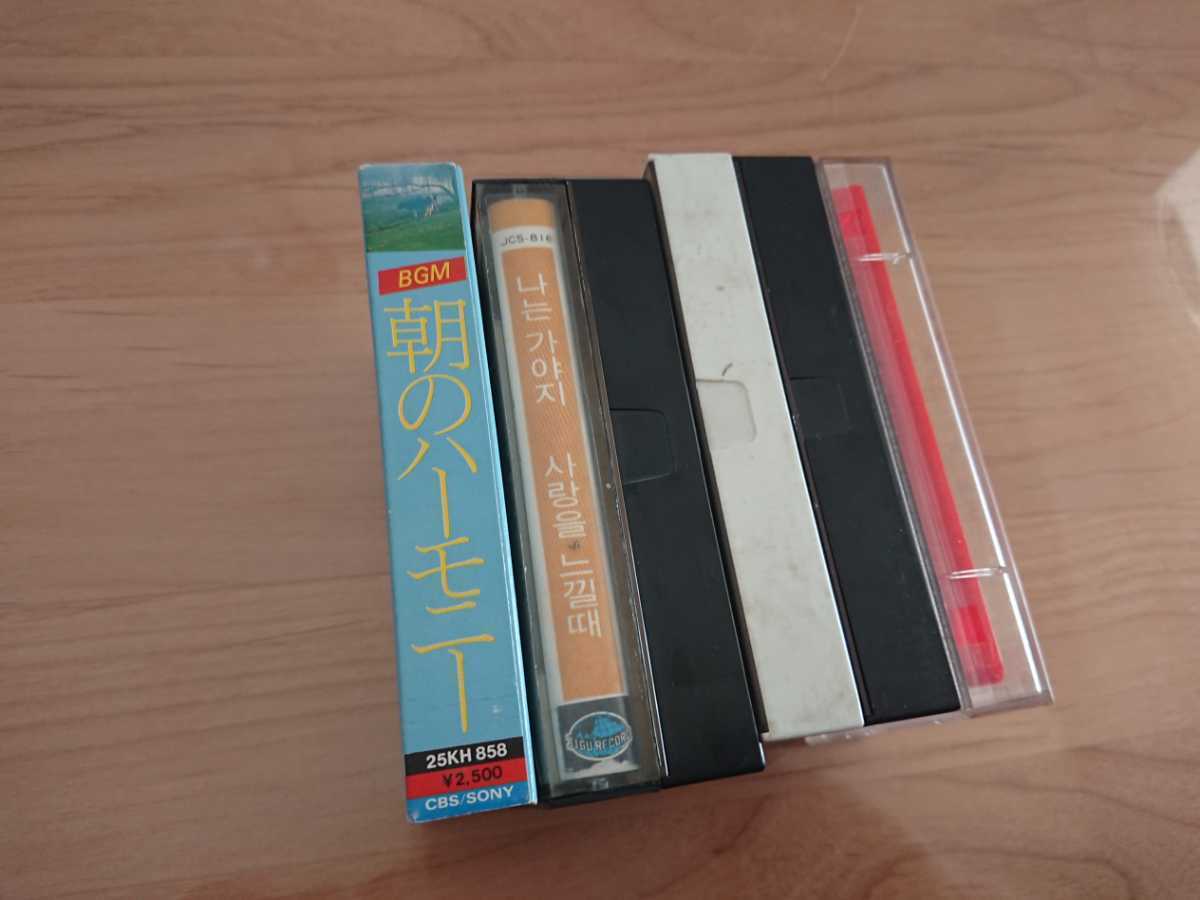 BGM
朝のハーモニー
25KH 858
¥2,500
CBS/SONY
JCS-816
나는 가야지
사랑을 느낄때